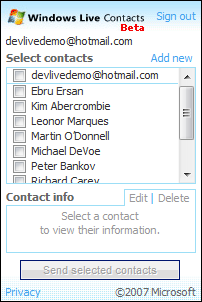 Windows Live Contacts Sign out
Beta
devlivedemo@hotmail.com
Select contacts Add new
devlivedemo@hotmail.com
Ebru Ersan
Kim Abercrombie
Leonor Marques
Martin O'Donnell
Michael DeVoe
Peter Bankov
Richard Carey
Contact info Edit | Delete
Select a contact
to view their information.
Send selected contacts
Privacy ©2007 Microsoft